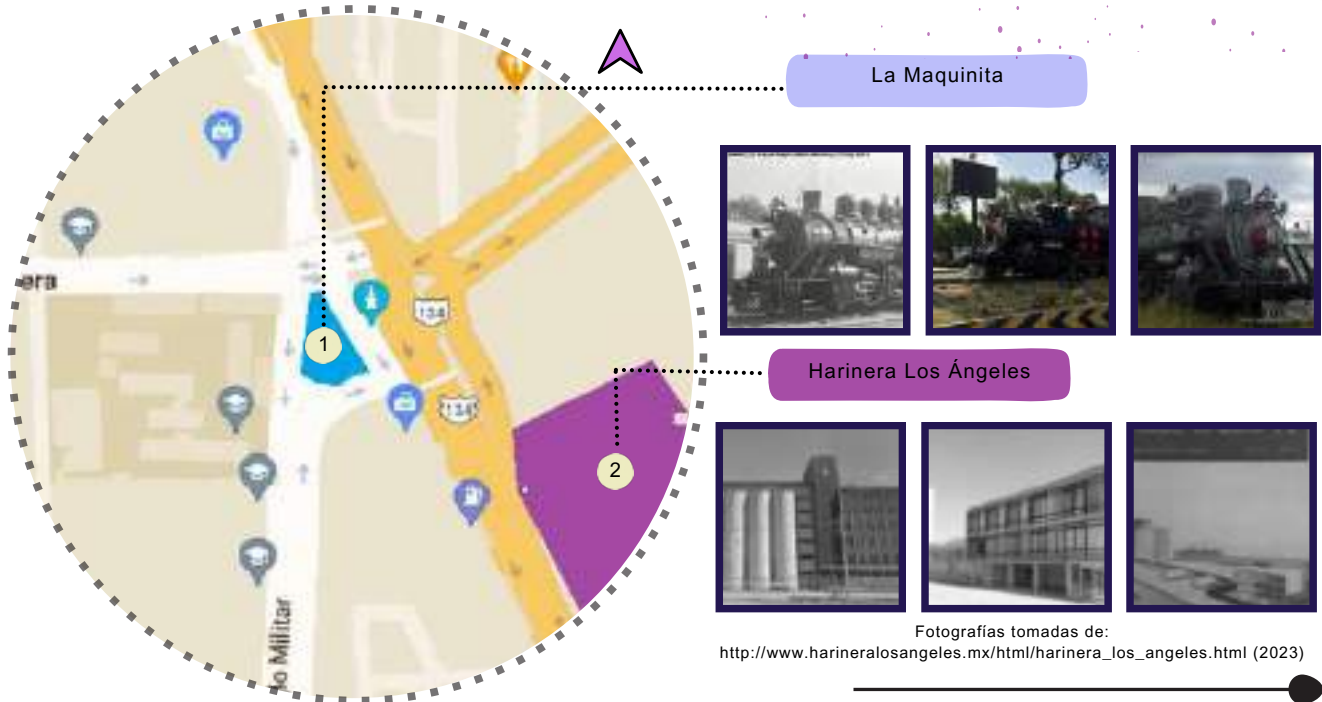 La Maquinita
134
1
Harinera Los Ángeles
134
2
Fotografías tomadas de:
http://www.harineralosangeles.mx/html/harinera_los_angeles.html (2023)
era
lo Militar